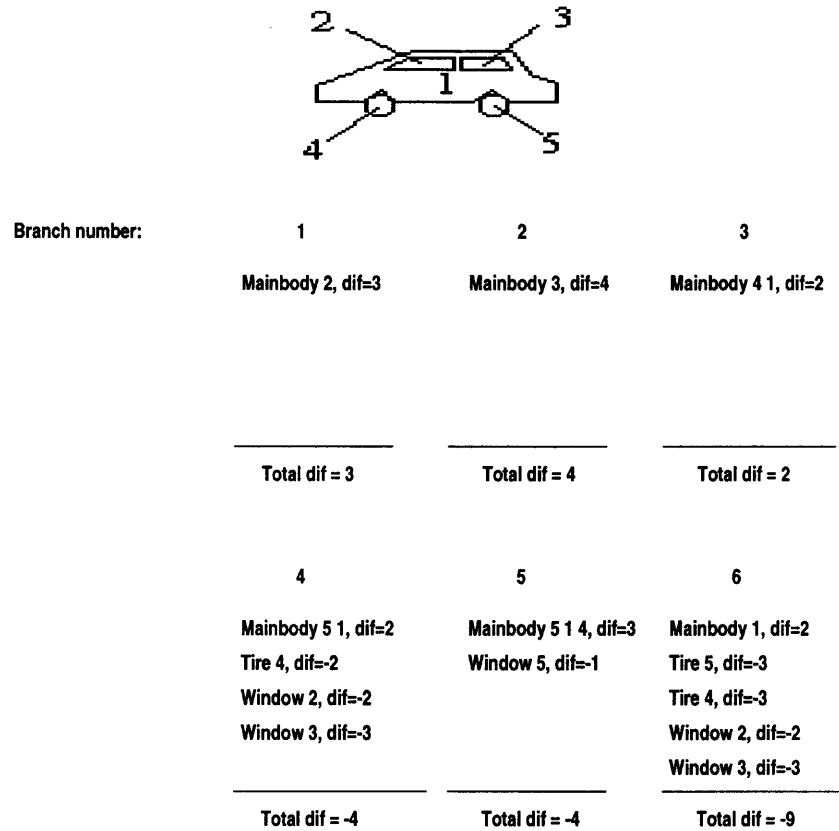 2 3
1
4 5
Branch number: 1 2 3
Mainbody 2, dif=3 Mainbody 3, dif=4 Mainbody 4 1, dif=2
Total dif = 3 Total dif = 4 Total dif = 2
4 5 6
Mainbody 5 1, dif=2 Mainbody 5 1 4, dif=3 Mainbody 1, dif=2
Tire 4, dif=-2 Window 5, dif=-1 Tire 5, dif=-3
Window 2, dif=-2 Tire 4, dif=-3
Window 3, dif=-3 Window 2, dif=-2
Window 3, dif=-3
Total dif = -4 Total dif = -4 Total dif = -9